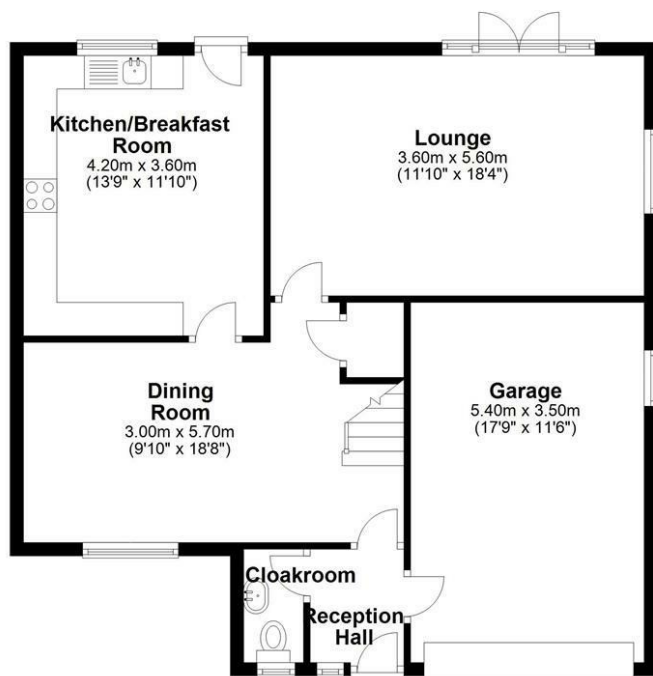 Kitchen/Breakfast
Room
4.20m x 3.60m
(13'9" x 11'10")
Lounge
3.60m x 5.60m
(11'10" x 18'4")
Dining
Room
3.00m x 5.70m
(9'10" x 18'8")
Garage
5.40m x 3.50m
(17'9" x 11'6")
Cloakroom
Reception
Hall